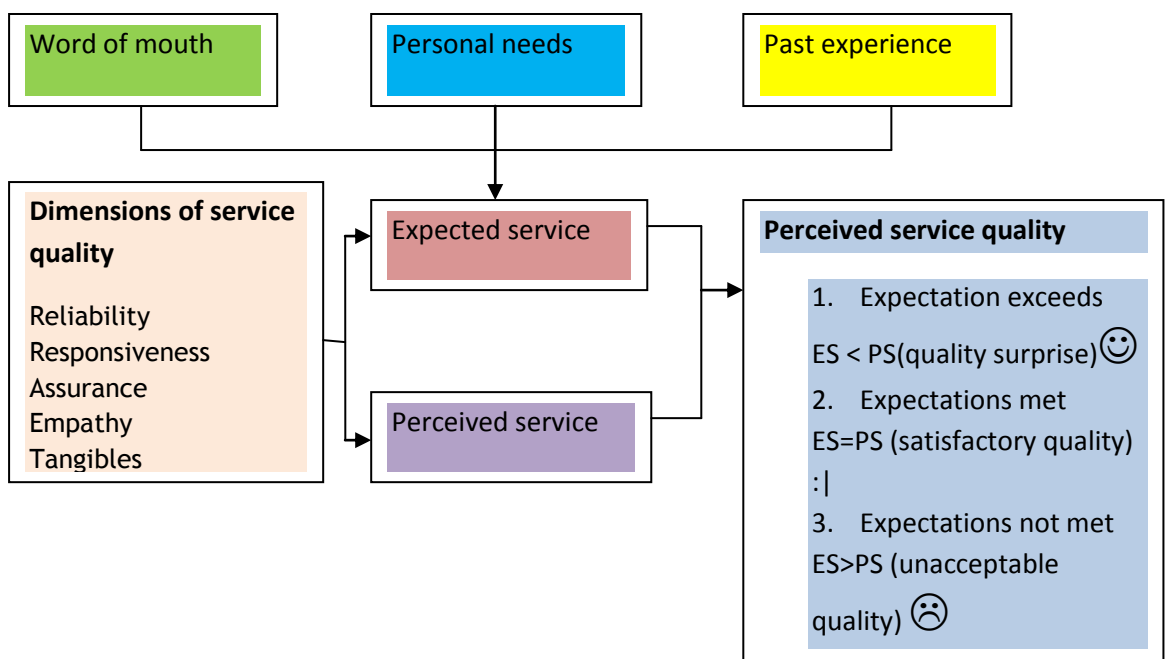 Word of mouth
Personal needs
Past experience
Dimensions of service
quality
Reliability
Responsiveness
Assurance
Empathy
Tangibles
Expected service
Perceived service
Perceived service quality
1. Expectation exceeds
ES < PS(quality surprise)☺
2. Expectations met
ES=PS (satisfactory quality)
:|
3. Expectations not met
ES>PS (unacceptable
quality) ☹